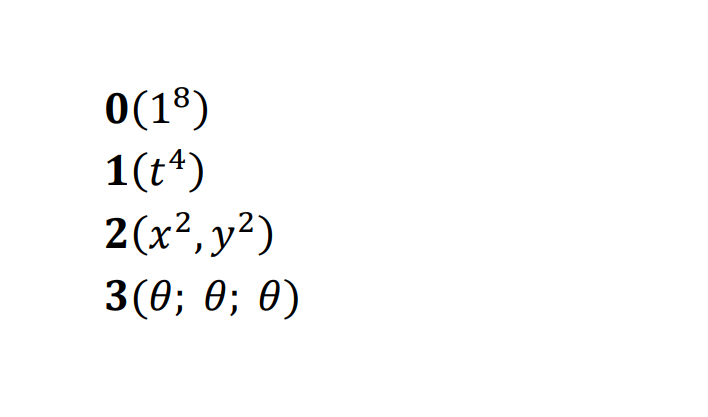 0(1⁸)
1(t⁴)
2(x², y²)
3(θ; θ; θ)